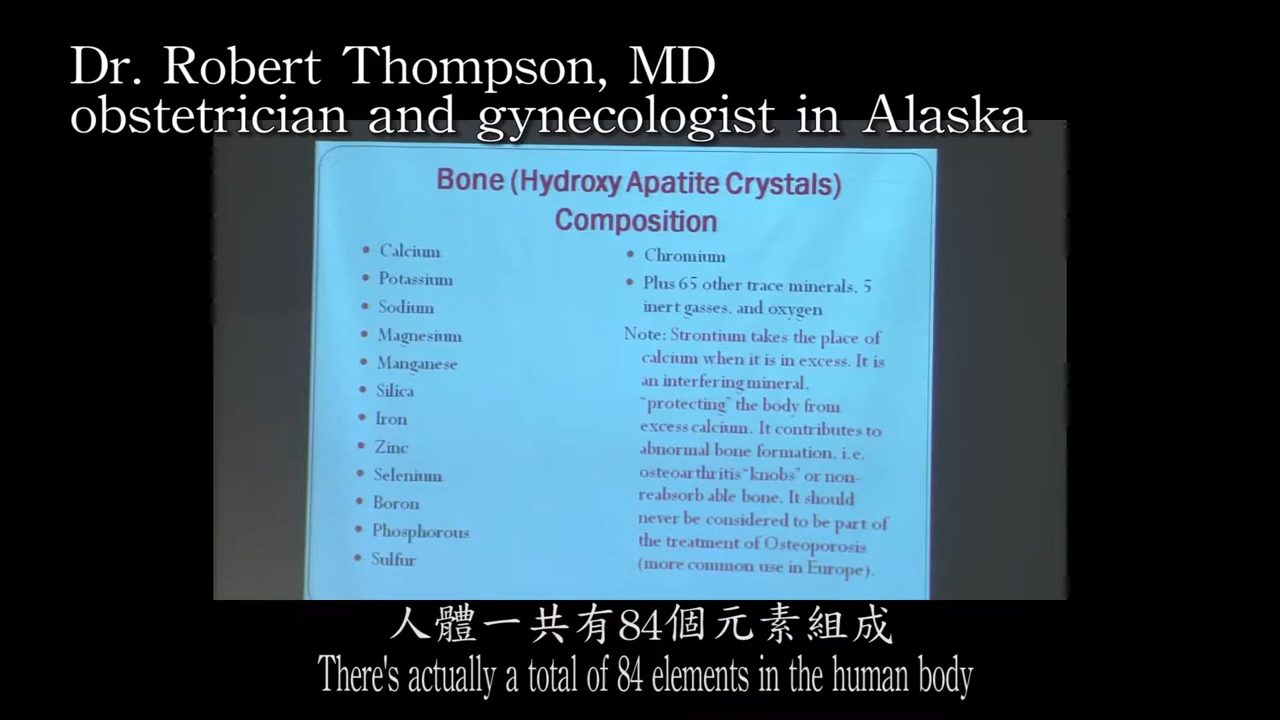 Dr. Robert Thompson, MD
obstetrician and gynecologist in Alaska
Bone (Hydroxy Apatite Crystals)
Composition
• Calcium
• Potassium
• Sodium
• Magnesium
• Manganese
• Silica
• Iron
• Zinc
• Selenium
• Boron
• Phosphorous
• Sulfur
• Chromium
• Plus 65 other trace minerals, 5
inert gasses, and oxygen
Note: Strontium takes the place of
calcium when it is in excess. It is
an interfering mineral,
"protecting" the body from
excess calcium. It contributes to
abnormal bone formation, i.e.
osteoarthritis "knobs" or non-
reabsorb able bone. It should
never be considered to be part of
the treatment of Osteoporosis
(more common use in Europe).
人體一共有84個元素組成
There's actually a total of 84 elements in the human body